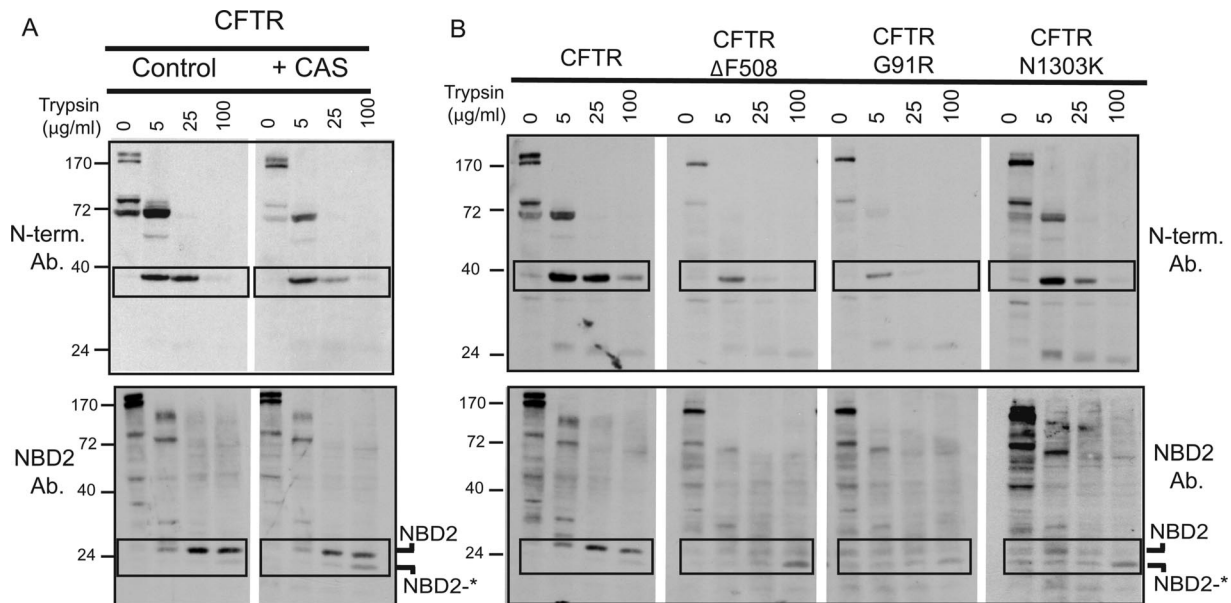 A
CFTR
Control
+ CAS
Trypsin
(µg/ml)
0
5
25
100
0
5
25
100
170
72
N-term.
Ab.
40
24
170
72
NBD2
Ab.
40
24
NBD2
NBD2-*
B
CFTR
CFTR
ΔF508
CFTR
G91R
CFTR
N1303K
Trypsin
(µg/ml)
0
5
25
100
0
5
25
100
0
5
25
100
0
5
25
100
170
72
40
24
N-term.
Ab.
170
72
40
24
NBD2
Ab.
NBD2
NBD2-*